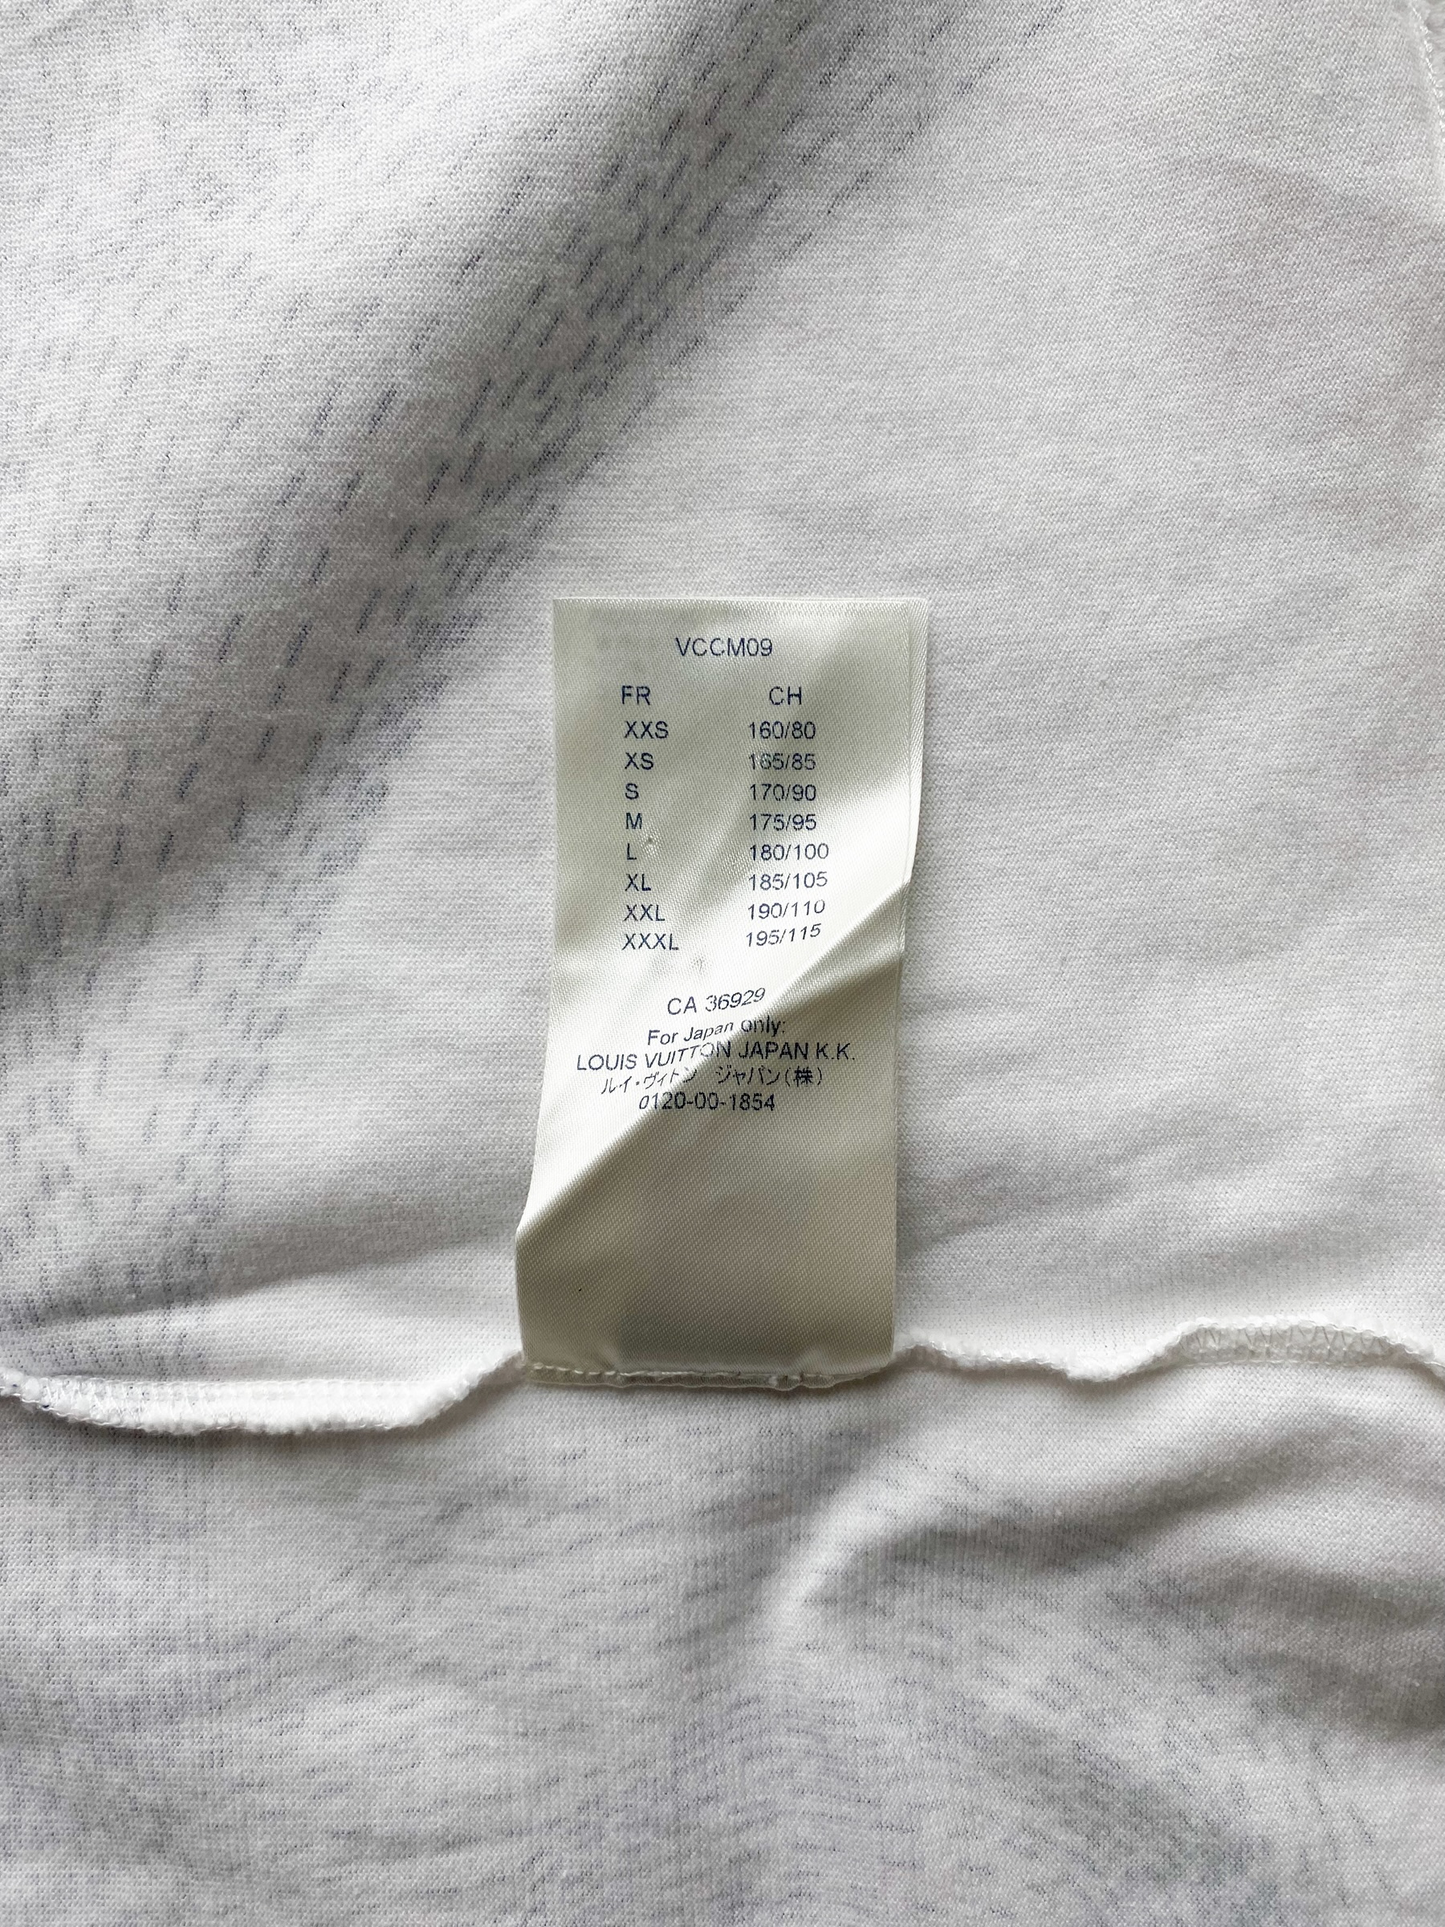 VCCM09
FR CH
XXS 160/80
XS 165/85
S 170/90
M 175/95
L 180/100
XL 185/105
XXL 190/110
XXXL 195/115
CA 36929
For Japan only:
LOUIS VUITTON JAPAN K.K.
ルイ・ヴィトン ジャパン(株)
0120-00-1854